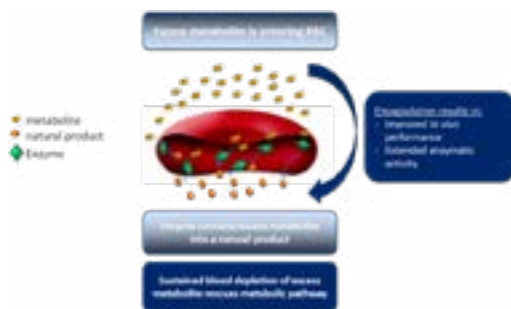 Excess metabolite is entering RBC
metabolite
natural product
Enzyme
Encapsulation results in:
- Improved in vivo
performance
- Extended enzymatic
activity
Enzyme converts excess metabolite
into a natural product
Sustained blood depletion of excess
metabolite rescues metabolic pathway